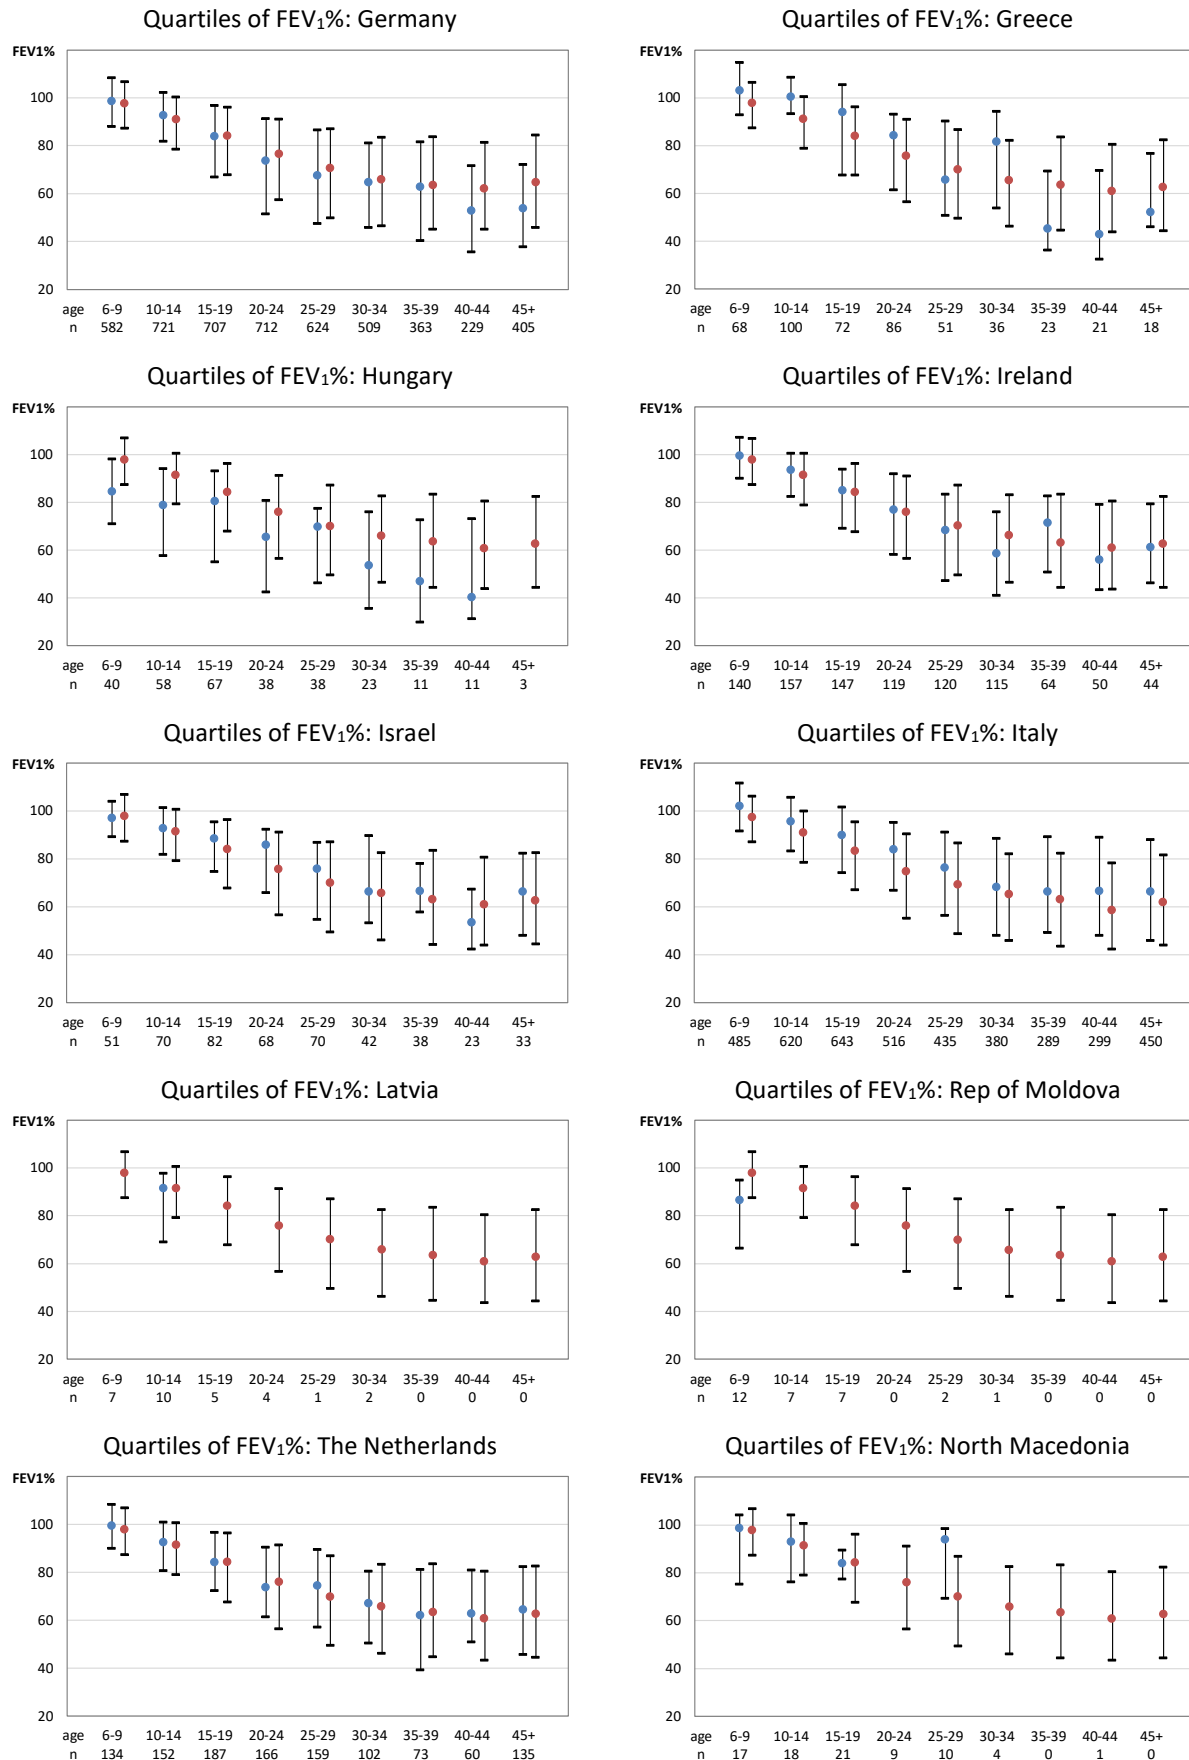 Quartiles of FEV₁%: Germany
FEV1%
100
80
60
40
20
age 6-9 10-14 15-19 20-24 25-29 30-34 35-39 40-44 45+
n 582 721 707 712 624 509 363 229 405
Quartiles of FEV₁%: Greece
FEV1%
100
80
60
40
20
age 6-9 10-14 15-19 20-24 25-29 30-34 35-39 40-44 45+
n 68 100 72 86 51 36 23 21 18
Quartiles of FEV₁%: Hungary
FEV1%
100
80
60
40
20
age 6-9 10-14 15-19 20-24 25-29 30-34 35-39 40-44 45+
n 40 58 67 38 38 23 11 11 3
Quartiles of FEV₁%: Ireland
FEV1%
100
80
60
40
20
age 6-9 10-14 15-19 20-24 25-29 30-34 35-39 40-44 45+
n 140 157 147 119 120 115 64 50 44
Quartiles of FEV₁%: Israel
FEV1%
100
80
60
40
20
age 6-9 10-14 15-19 20-24 25-29 30-34 35-39 40-44 45+
n 51 70 82 68 70 42 38 23 33
Quartiles of FEV₁%: Italy
FEV1%
100
80
60
40
20
age 6-9 10-14 15-19 20-24 25-29 30-34 35-39 40-44 45+
n 485 620 643 516 435 380 289 299 450
Quartiles of FEV₁%: Latvia
FEV1%
100
80
60
40
20
age 6-9 10-14 15-19 20-24 25-29 30-34 35-39 40-44 45+
n 7 10 5 4 1 2 0 0 0
Quartiles of FEV₁%: Rep of Moldova
FEV1%
100
80
60
40
20
age 6-9 10-14 15-19 20-24 25-29 30-34 35-39 40-44 45+
n 12 7 7 0 2 1 0 0 0
Quartiles of FEV₁%: The Netherlands
FEV1%
100
80
60
40
20
age 6-9 10-14 15-19 20-24 25-29 30-34 35-39 40-44 45+
n 134 152 187 166 159 102 73 60 135
Quartiles of FEV₁%: North Macedonia
FEV1%
100
80
60
40
20
age 6-9 10-14 15-19 20-24 25-29 30-34 35-39 40-44 45+
n 17 18 21 9 10 4 0 1 0